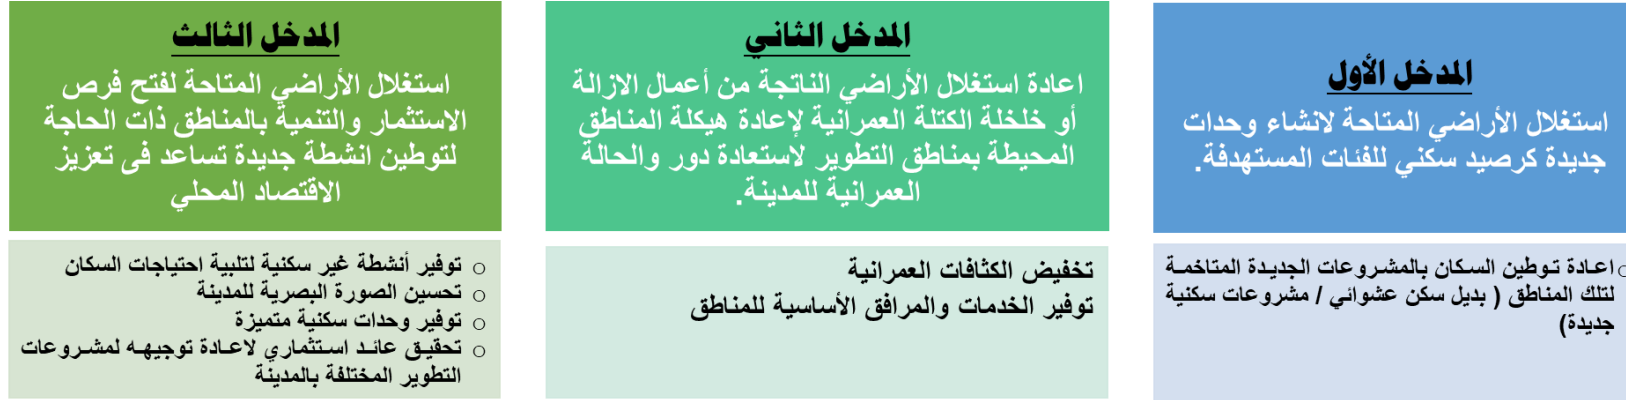 المدخل الأول
استغلال الأراضي المتاحة لانشاء وحدات
جديدة كرصيد سكني للفئات المستهدفة.
○ اعادة توطين السكان بالمشروعات الجديدة المتاخمة
لتلك المناطق ( بديل سكن عشوائي / مشروعات سكنية
جديدة)
المدخل الثاني
اعادة استغلال الأراضي الناتجة من أعمال الازالة
أو خلخلة الكتلة العمرانية لإعادة هيكلة المناطق
المحيطة بمناطق التطوير لاستعادة دور والحالة
العمرانية للمدينة.
تخفيض الكثافات العمرانية
توفير الخدمات والمرافق الأساسية للمناطق
المدخل الثالث
استغلال الأراضي المتاحة لفتح فرص
الاستثمار والتنمية بالمناطق ذات الحاجة
لتوطين انشطة جديدة تساعد فى تعزيز
الاقتصاد المحلي
○ توفير أنشطة غير سكنية لتلبية احتياجات السكان
○ تحسين الصورة البصرية للمدينة
○ توفير وحدات سكنية متميزة
○ تحقيق عائد استثماري لاعادة توجيهه لمشروعات
التطوير المختلفة بالمدينة